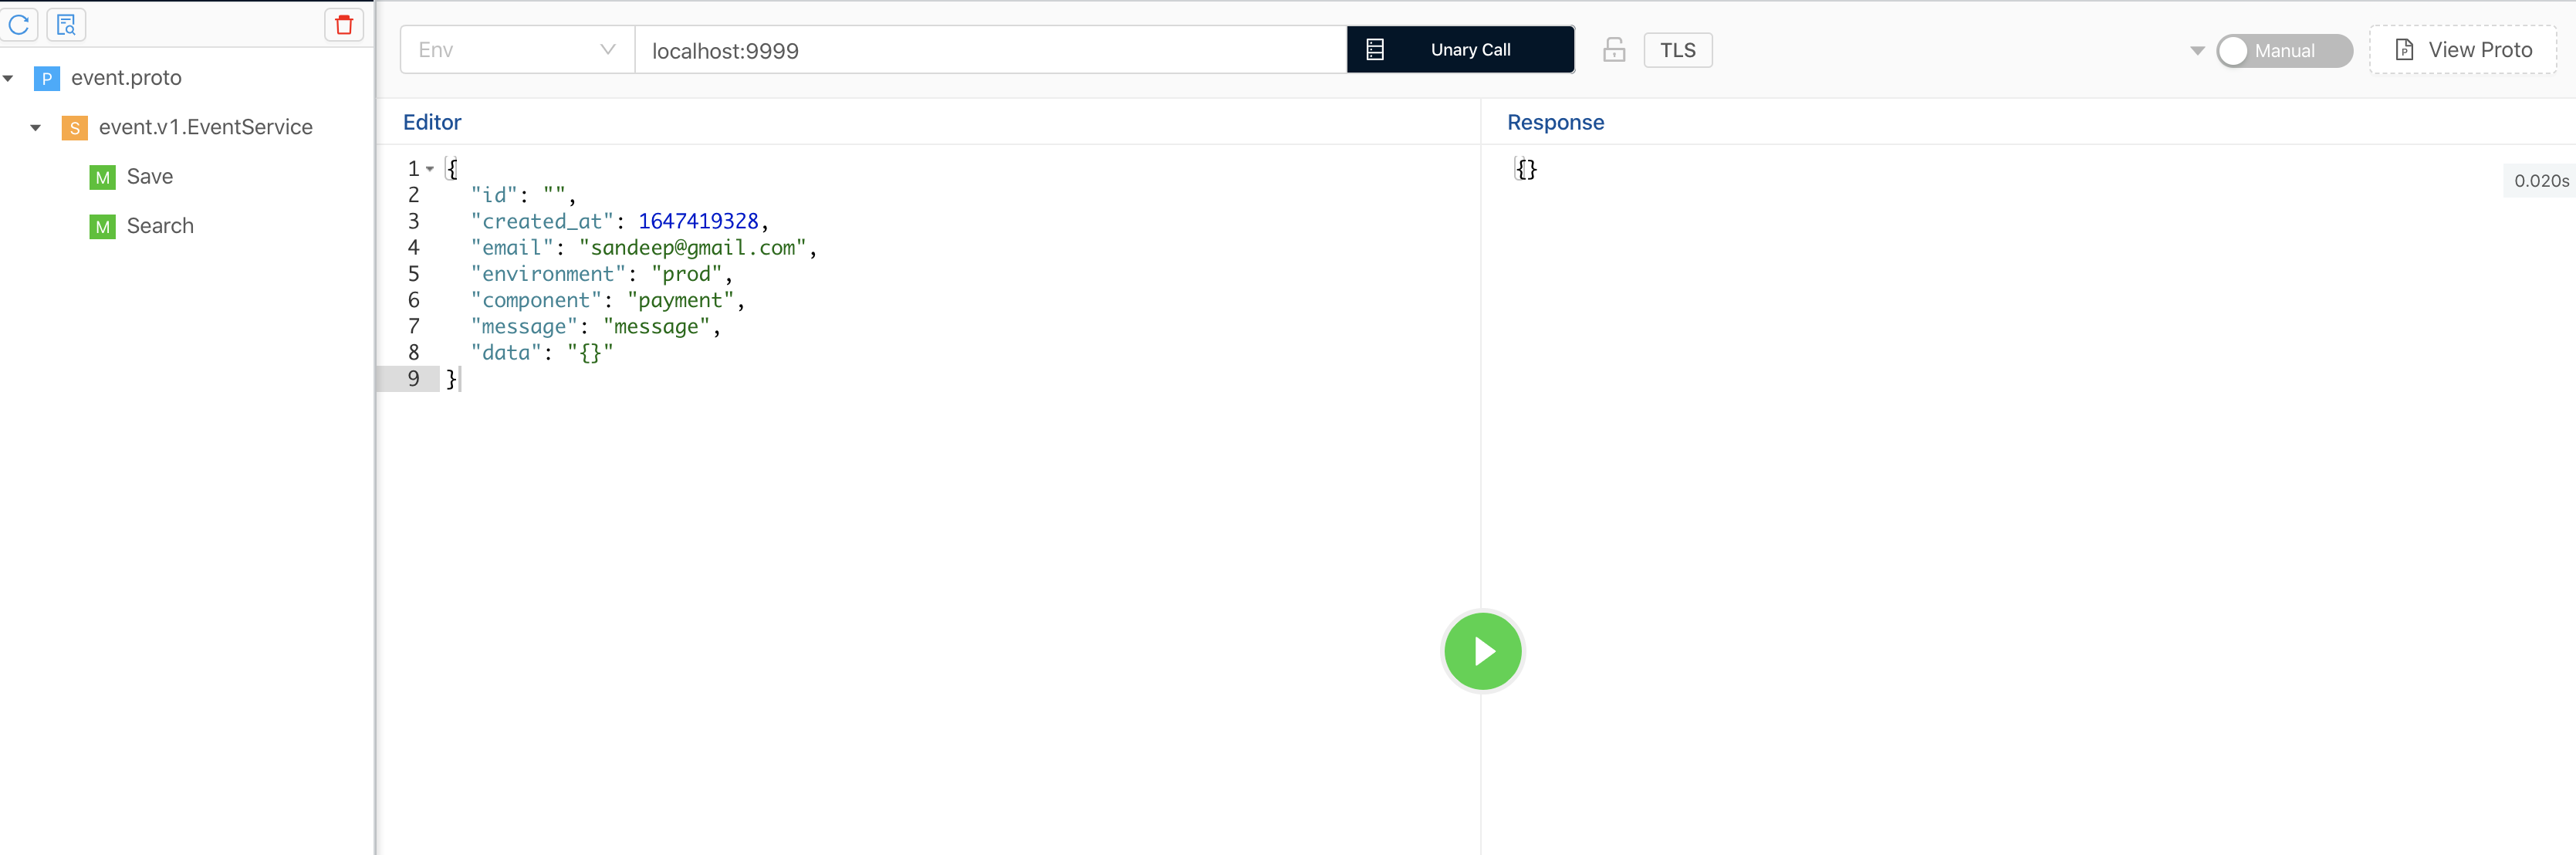 P event.proto
S event.v1.EventService
M Save
M Search
Env
localhost:9999
Unary Call
TLS
Manual
View Proto
Editor
1 {
2 "id": "",
3 "created_at": 1647419328,
4 "email": "sandeep@gmail.com",
5 "environment": "prod",
6 "component": "payment",
7 "message": "message",
8 "data": "{}"
9 }
Response
{}
0.020s